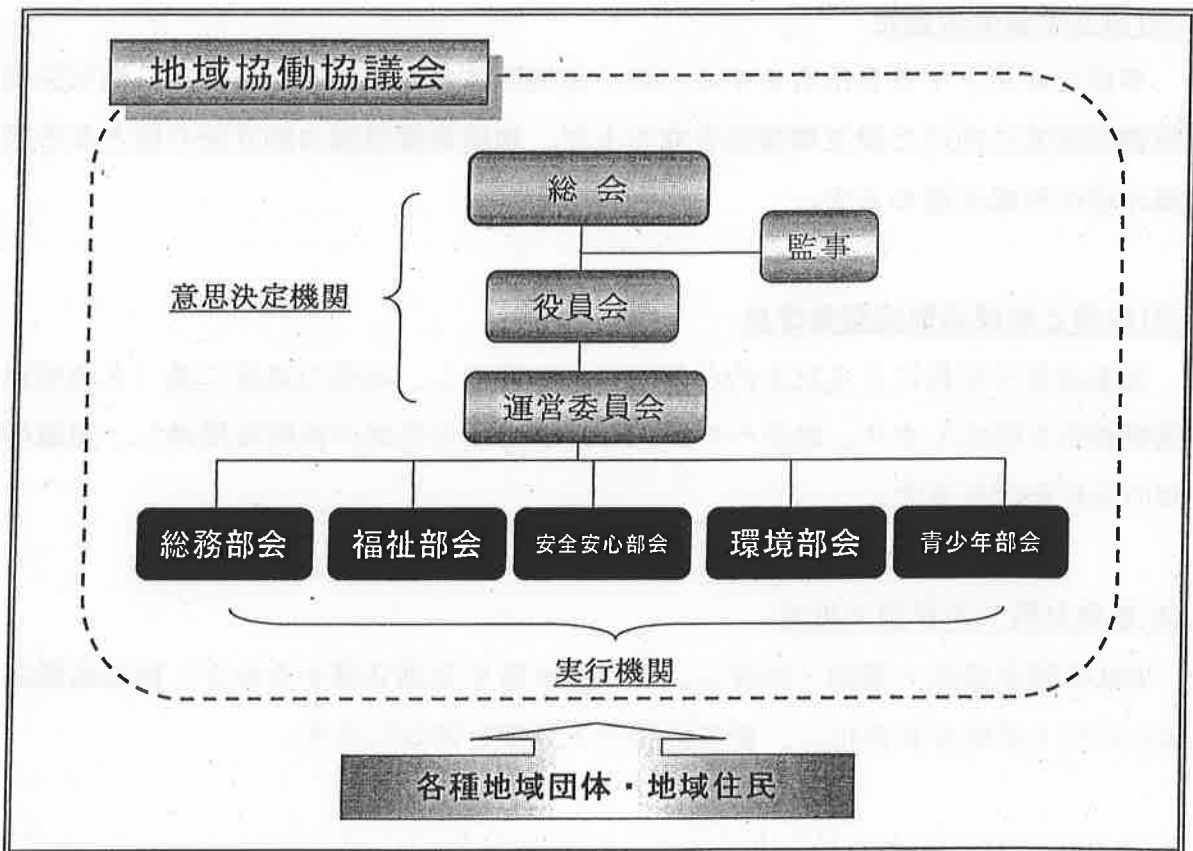 地域協働協議会
総会
監事
意思決定機関
役員会
運営委員会
総務部会
福祉部会
安全安心部会
環境部会
青少年部会
実行機関
各種地域団体・地域住民